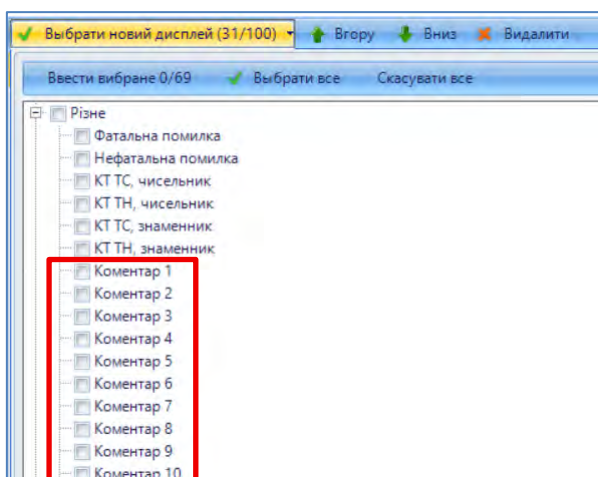 Выбрати новий дисплей (31/100) Вгору Вниз Видалити
Ввести вибране 0/69 Выбрати все Скасувати все
Різне
Фатальна помилка
Нефатальна помилка
КТ ТС, чисельник
КТ ТН, чисельник
КТ ТС, знаменник
КТ ТН, знаменник
Коментар 1
Коментар 2
Коментар 3
Коментар 4
Коментар 5
Коментар 6
Коментар 7
Коментар 8
Коментар 9
Коментар 10